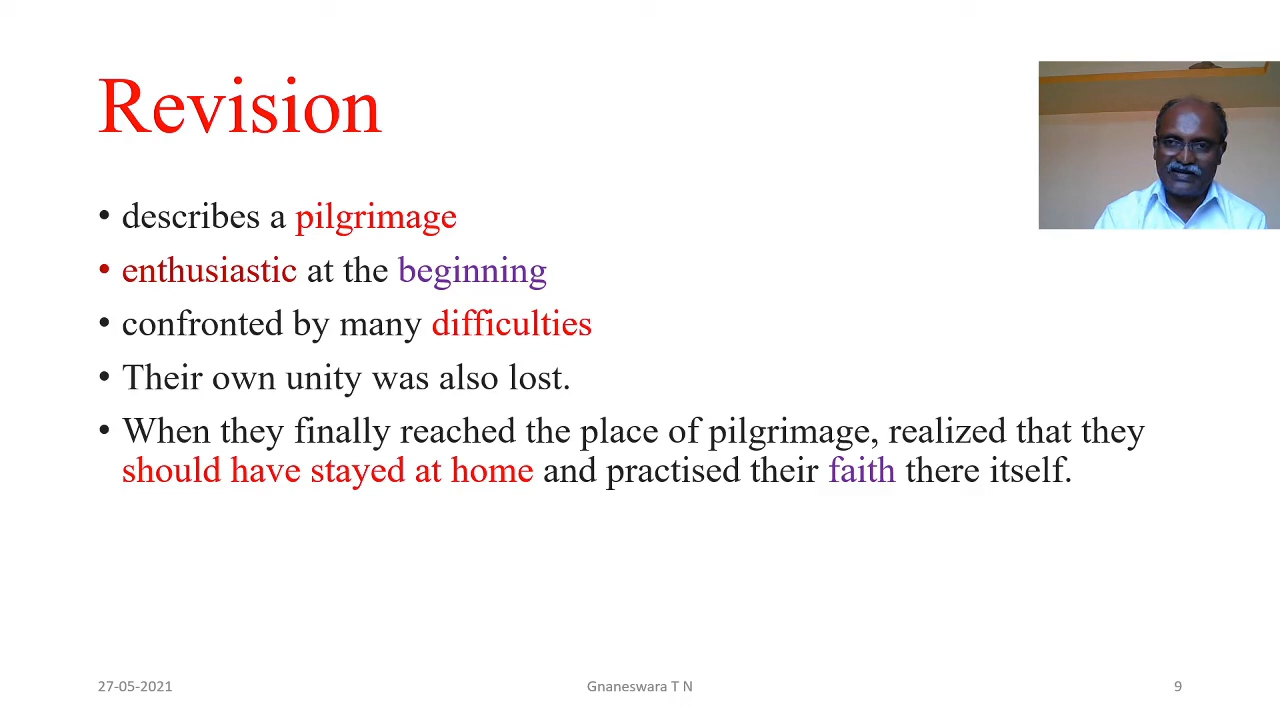 Revision
• describes a pilgrimage
• enthusiastic at the beginning
• confronted by many difficulties
• Their own unity was also lost.
• When they finally reached the place of pilgrimage, realized that they
should have stayed at home and practised their faith there itself.
27-05-2021
Gnaneswara T N
9